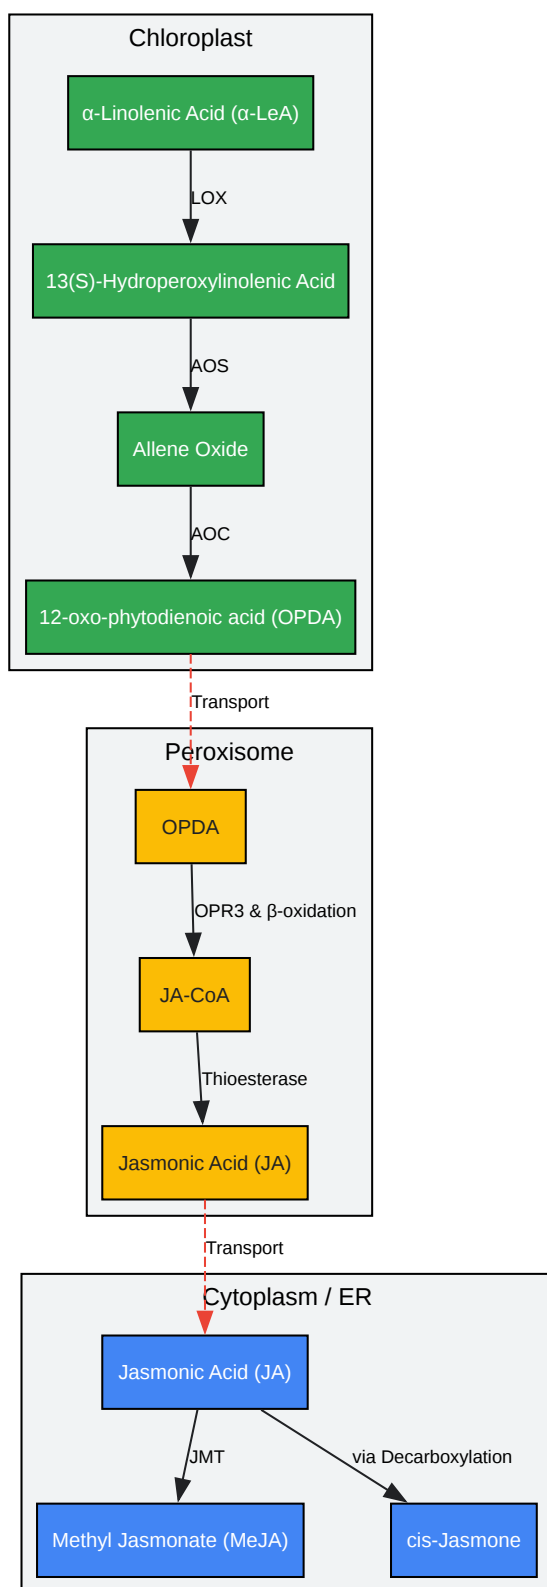 Chloroplast
α-Linolenic Acid (α-LeA)
LOX
13(S)-Hydroperoxylinolenic Acid
AOS
Allene Oxide
AOC
12-oxo-phytodienoic acid (OPDA)
Transport
Peroxisome
OPDA
OPR3 & β-oxidation
JA-CoA
Thioesterase
Jasmonic Acid (JA)
Transport
Cytoplasm / ER
Jasmonic Acid (JA)
JMT
via Decarboxylation
Methyl Jasmonate (MeJA)
cis-Jasmone